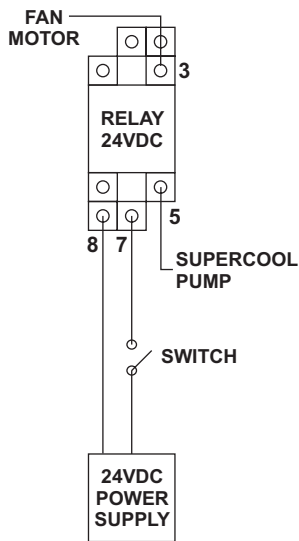 FAN
MOTOR
3
RELAY
24VDC
5
8
7
SUPERCOOL
PUMP
SWITCH
24VDC
POWER
SUPPLY